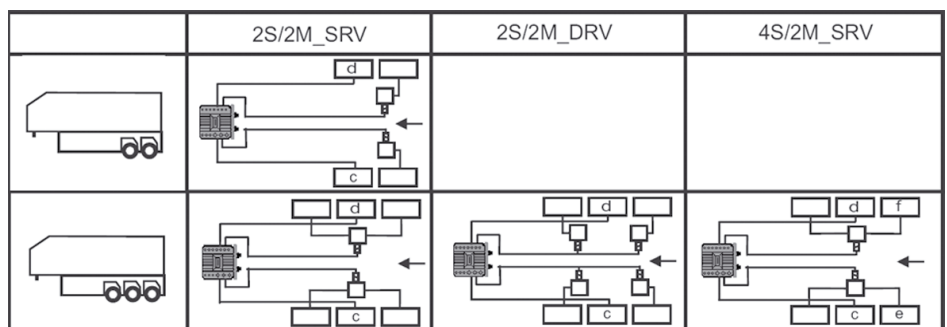 2S/2M_SRV 2S/2M_DRV 4S/2M_SRV
d
c
d d d f
c c c e